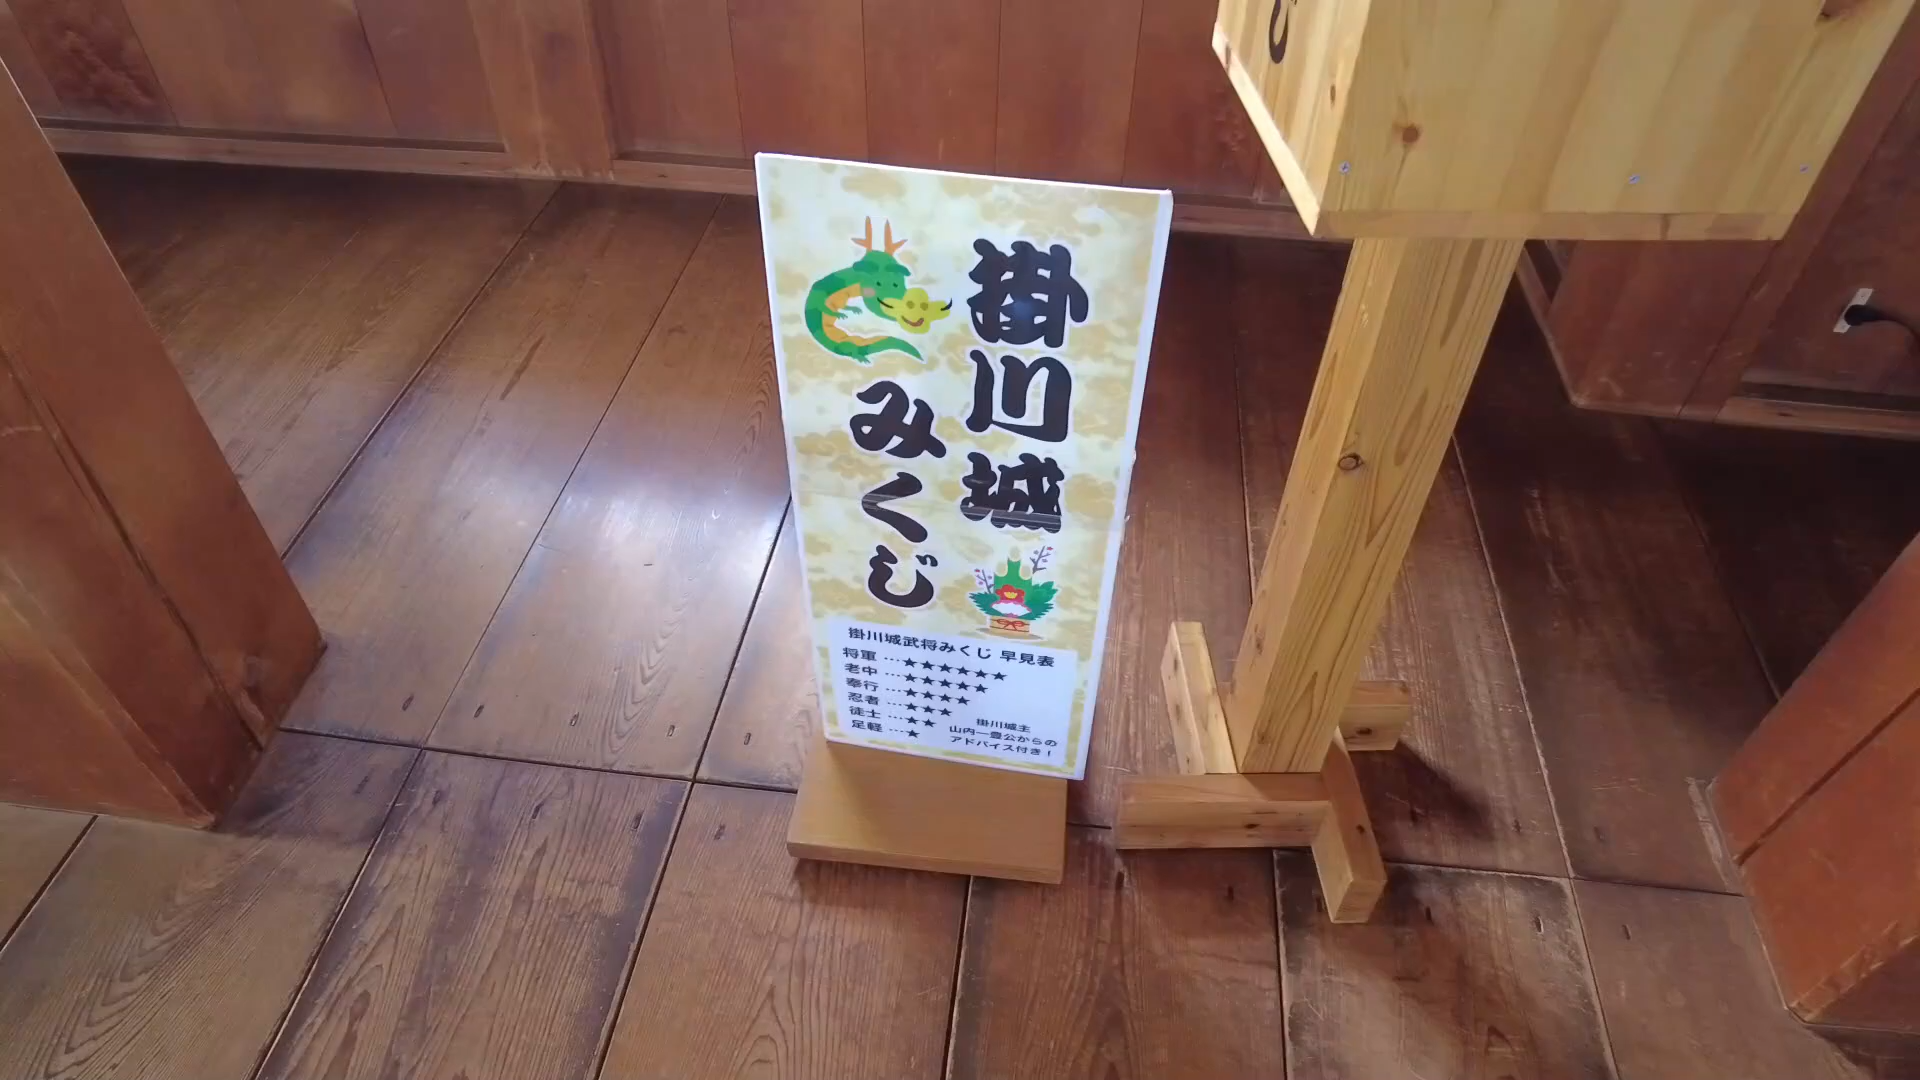 掛川城
みくじ
掛川城武将みくじ 早見表
将軍…★★★★★★
老中…★★★★★
奉行…★★★★
忍者…★★★
徒士…★★
足軽…★
掛川城主
山内一豊公からの
アドバイス付き!
じ